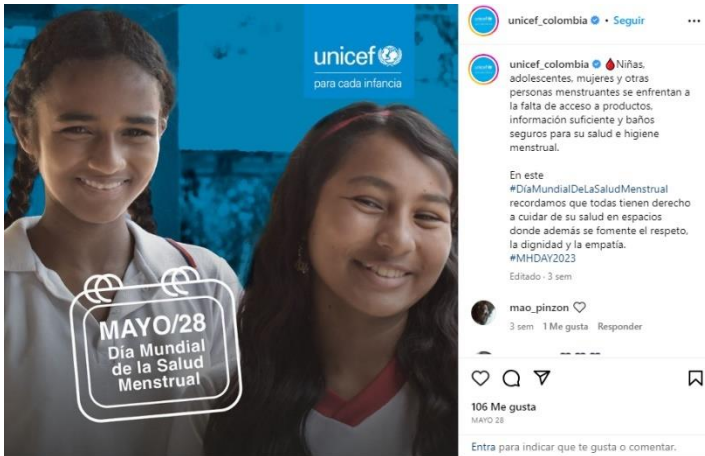 unicef
para cada infancia
MAYO/28
Día Mundial
de la Salud
Menstrual
unicef_colombia • Seguir
unicef_colombia 🩸Niñas,
adolescentes, mujeres y otras
personas menstruantes se enfrentan a
la falta de acceso a productos,
información suficiente y baños
seguros para su salud e higiene
menstrual.
En este
#DíaMundialDeLaSaludMenstrual
recordamos que todas tienen derecho
a cuidar de su salud en espacios
donde además se fomente el respeto,
la dignidad y la empatía.
#MHDAY2023
Editado · 3 sem
mao_pinzon 🤍
3 sem 1 Me gusta Responder
106 Me gusta
MAYO 28
Entra para indicar que te gusta o comentar.